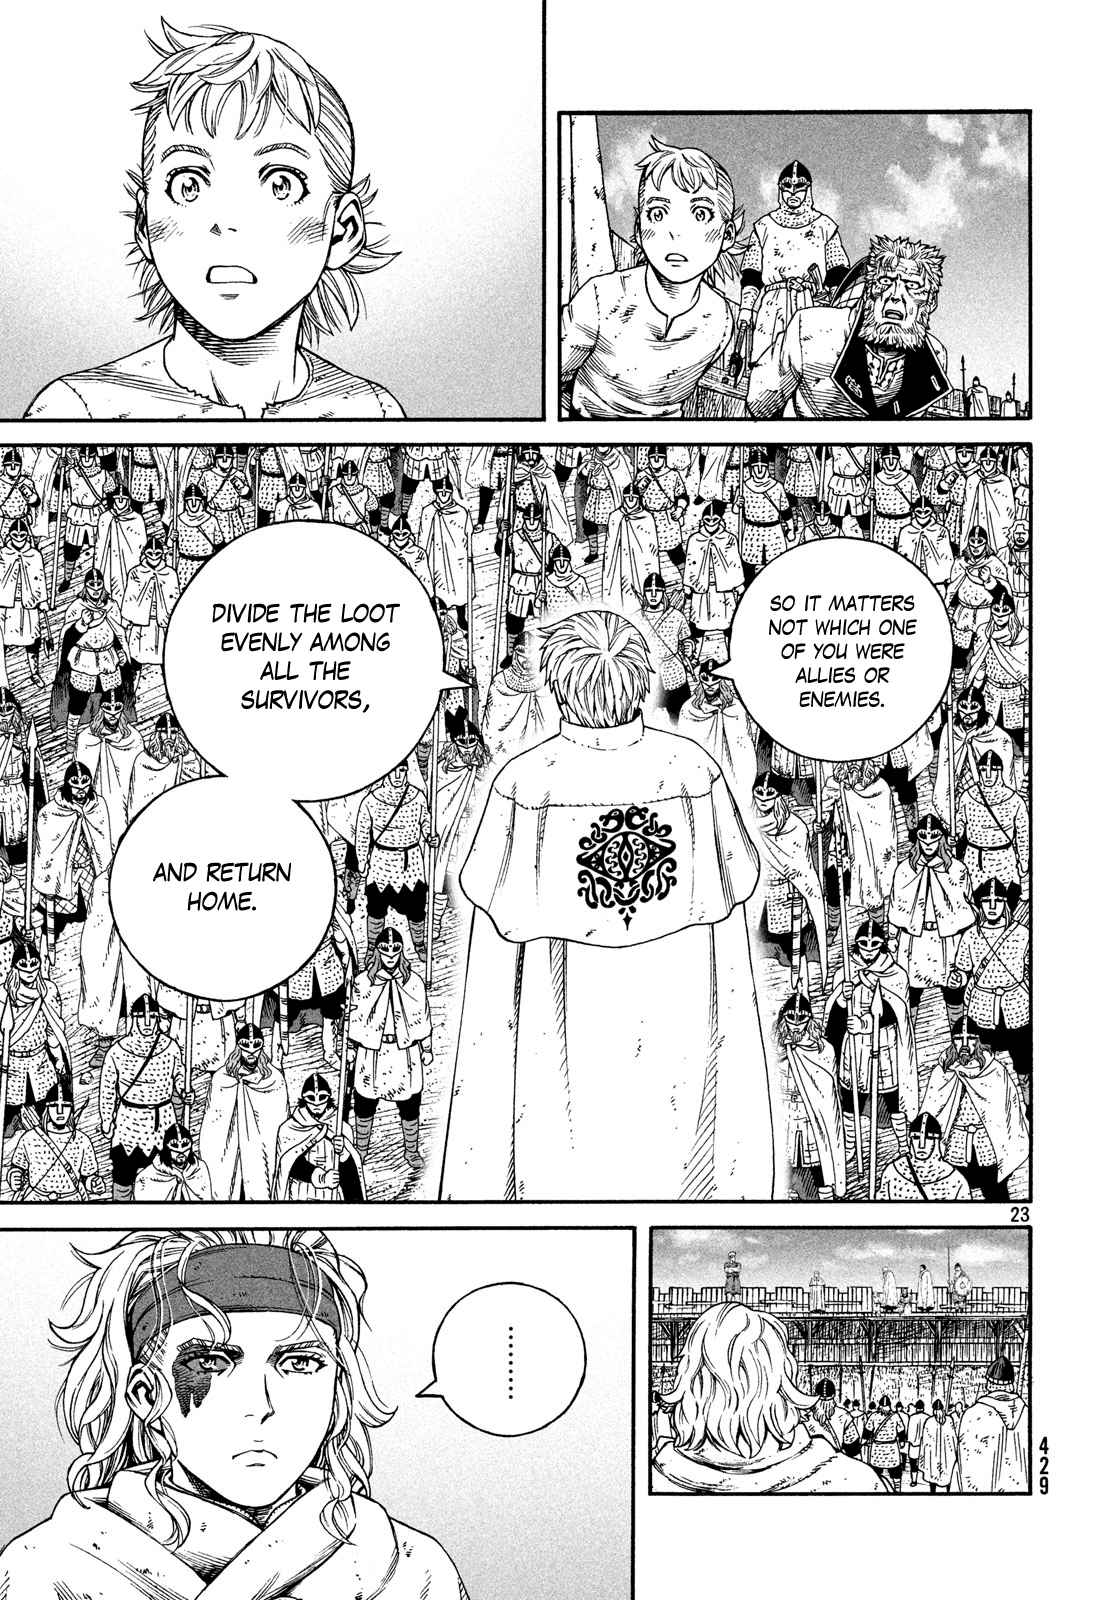 SO IT MATTERS
NOT WHICH ONE
OF YOU WERE
ALLIES OR
ENEMIES.
DIVIDE THE LOOT
EVENLY AMONG
ALL THE
SURVIVORS,
AND RETURN
HOME.
23
..........
429